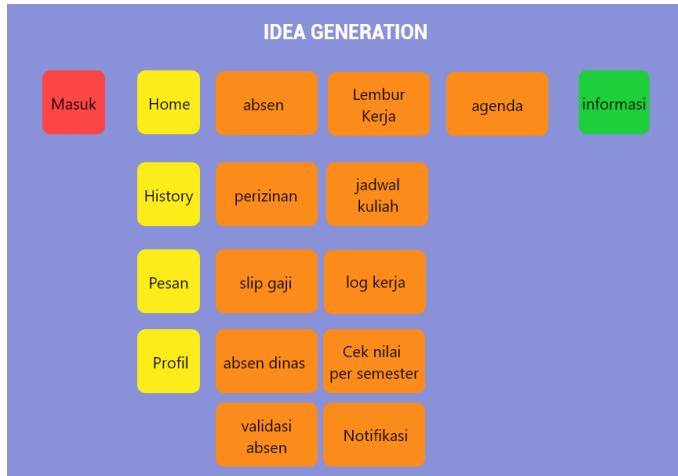 IDEA GENERATION
Masuk
Home
absen
Lembur
Kerja
agenda
informasi
History
perizinan
jadwal
kuliah
Pesan
slip gaji
log kerja
Profil
absen dinas
Cek nilai
per semester
validasi
absen
Notifikasi